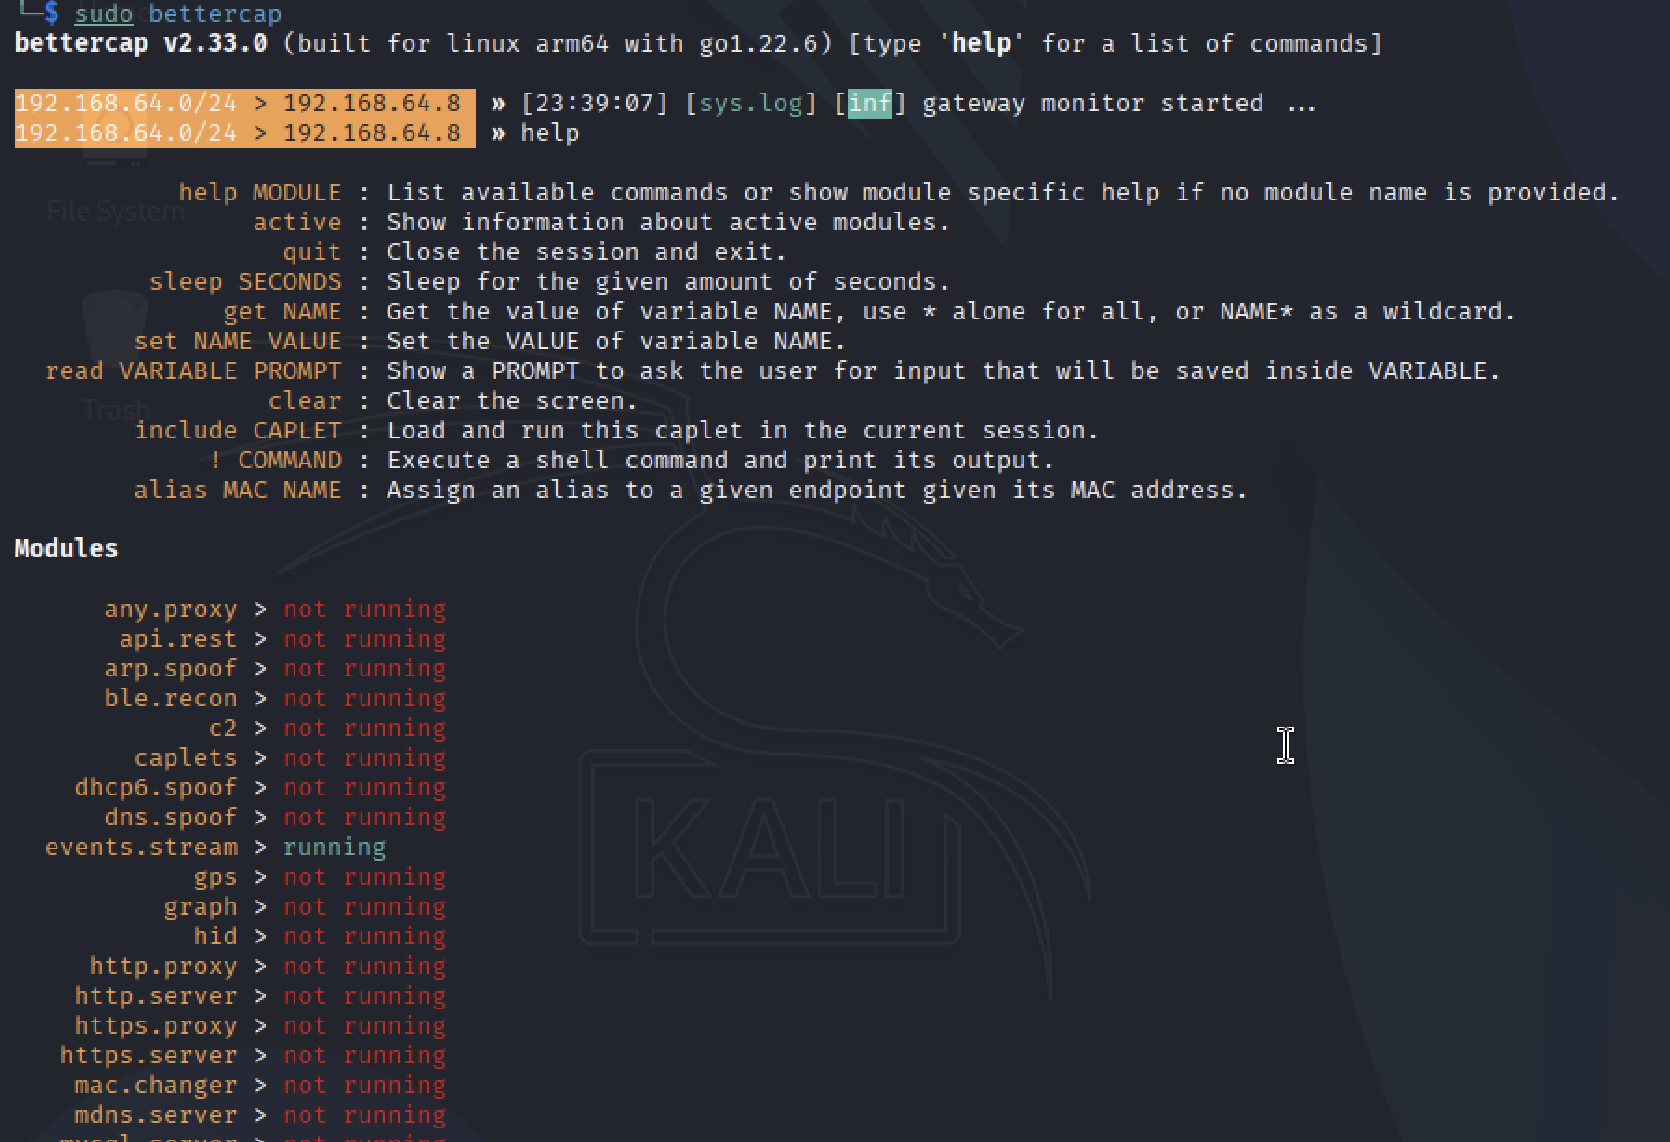 └─$ sudo bettercap
bettercap v2.33.0 (built for linux arm64 with go1.22.6) [type 'help' for a list of commands]
192.168.64.0/24 > 192.168.64.8 » [23:39:07] [sys.log] [inf] gateway monitor started ...
192.168.64.0/24 > 192.168.64.8 » help
help MODULE : List available commands or show module specific help if no module name is provided.
File System
active : Show information about active modules.
quit : Close the session and exit.
sleep SECONDS : Sleep for the given amount of seconds.
get NAME : Get the value of variable NAME, use * alone for all, or NAME* as a wildcard.
set NAME VALUE : Set the VALUE of variable NAME.
read VARIABLE PROMPT : Show a PROMPT to ask the user for input that will be saved inside VARIABLE.
clear : Clear the screen.
Trash
include CAPLET : Load and run this caplet in the current session.
! COMMAND : Execute a shell command and print its output.
alias MAC NAME : Assign an alias to a given endpoint given its MAC address.
Modules
any.proxy > not running
api.rest > not running
arp.spoof > not running
ble.recon > not running
c2 > not running
caplets > not running
dhcp6.spoof > not running
dns.spoof > not running
events.stream > running
KALI
gps > not running
graph > not running
hid > not running
http.proxy > not running
http.server > not running
https.proxy > not running
https.server > not running
mac.changer > not running
mdns.server > not running
mysql.server > not running